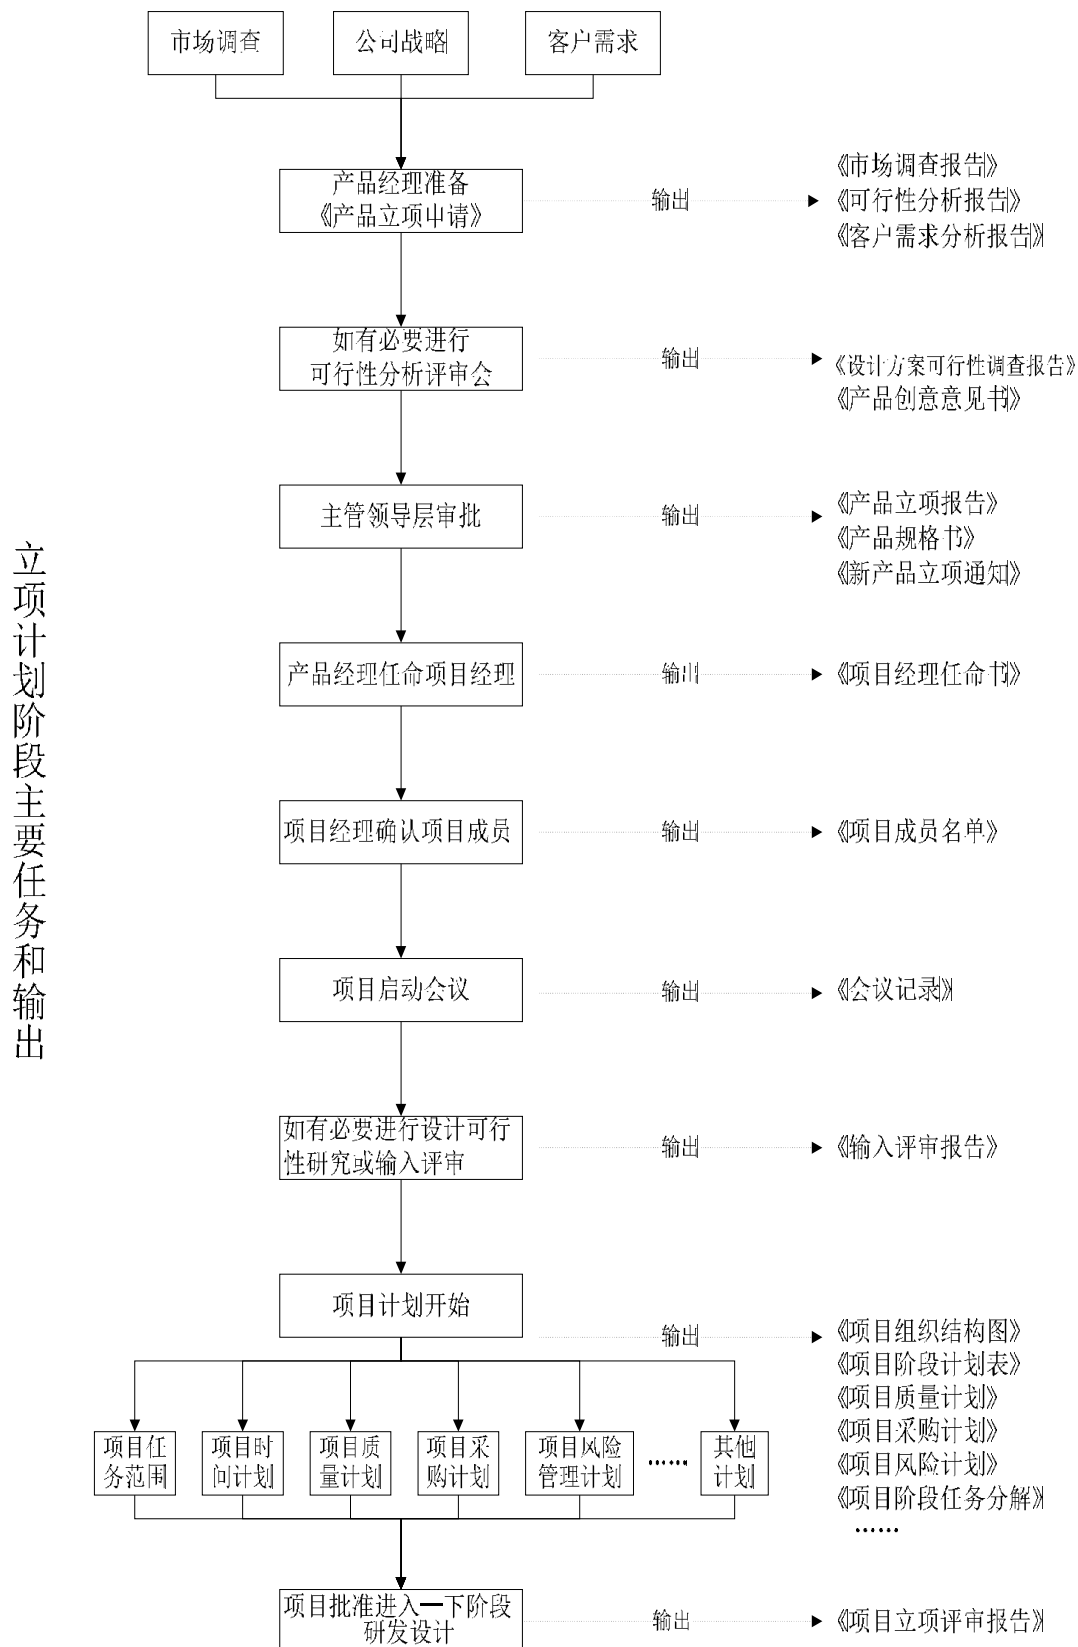 市场调查
公司战略
客户需求
产品经理准备
《产品立项申请》
输出
《市场调查报告》
《可行性分析报告》
《客户需求分析报告》
如有必要进行
可行性分析评审会
输出
《设计方案可行性调查报告》
《产品创意意见书》
主管领导层审批
输出
《产品立项报告》
《产品规格书》
《新产品立项通知》
立项计划阶段主要任务和输出
产品经理任命项目经理
输出
《项目经理任命书》
项目经理确认项目成员
输出
《项目成员名单》
项目启动会议
输出
《会议记录》
如有必要进行设计可行
性研究或输入评审
输出
《输入评审报告》
项目计划开始
输出
《项目组织结构图》
《项目阶段计划表》
《项目质量计划》
《项目采购计划》
《项目风险计划》
《项目阶段任务分解》
……
项目任
务范围
项目时
间计划
项目质
量计划
项目采
购计划
项目风险
管理计划
……
其他
计划
项目批准进入一下阶段
研发设计
输出
《项目立项评审报告》